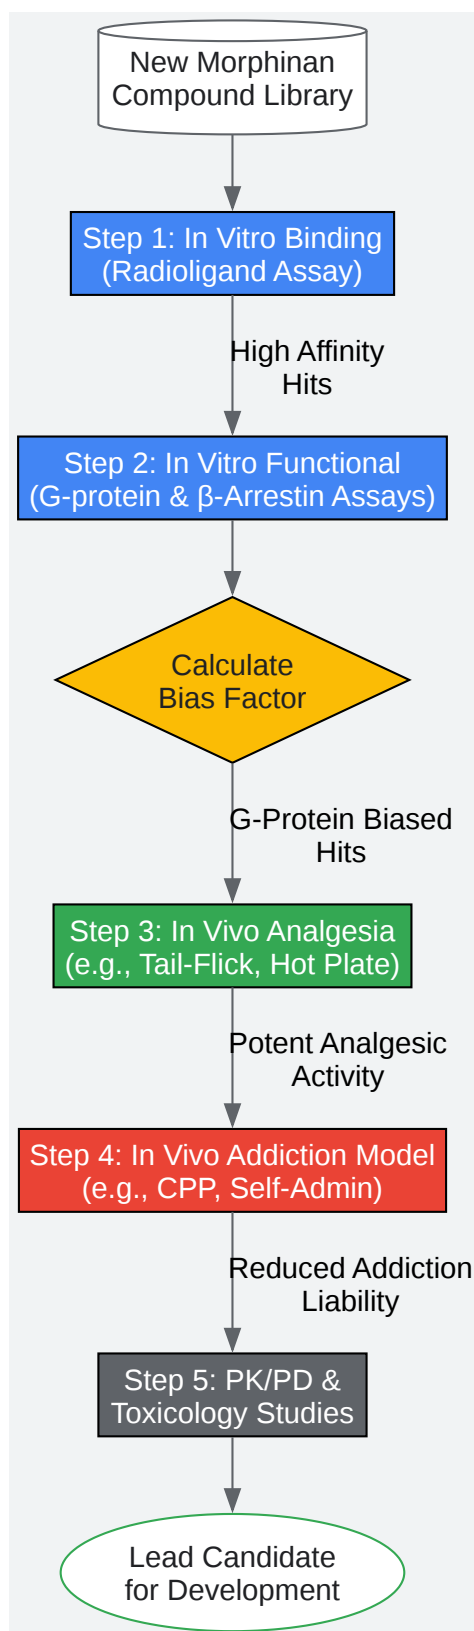 New Morphinan
Compound Library
Step 1: In Vitro Binding
(Radioligand Assay)
High Affinity
Hits
Step 2: In Vitro Functional
(G-protein & β-Arrestin Assays)
Calculate
Bias Factor
G-Protein Biased
Hits
Step 3: In Vivo Analgesia
(e.g., Tail-Flick, Hot Plate)
Potent Analgesic
Activity
Step 4: In Vivo Addiction Model
(e.g., CPP, Self-Admin)
Reduced Addiction
Liability
Step 5: PK/PD &
Toxicology Studies
Lead Candidate
for Development